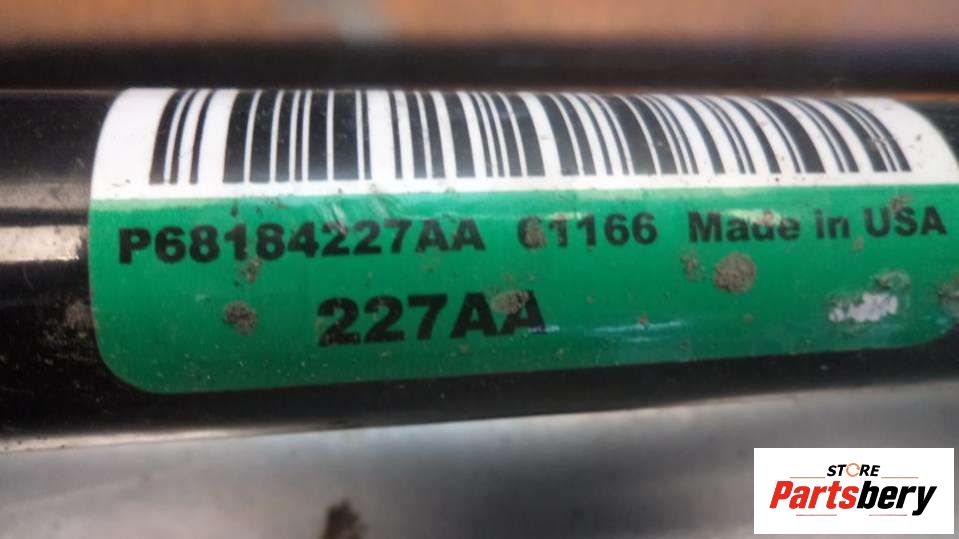 P68184227AA 61166 Made in USA
227AA
STORE
Partsbery